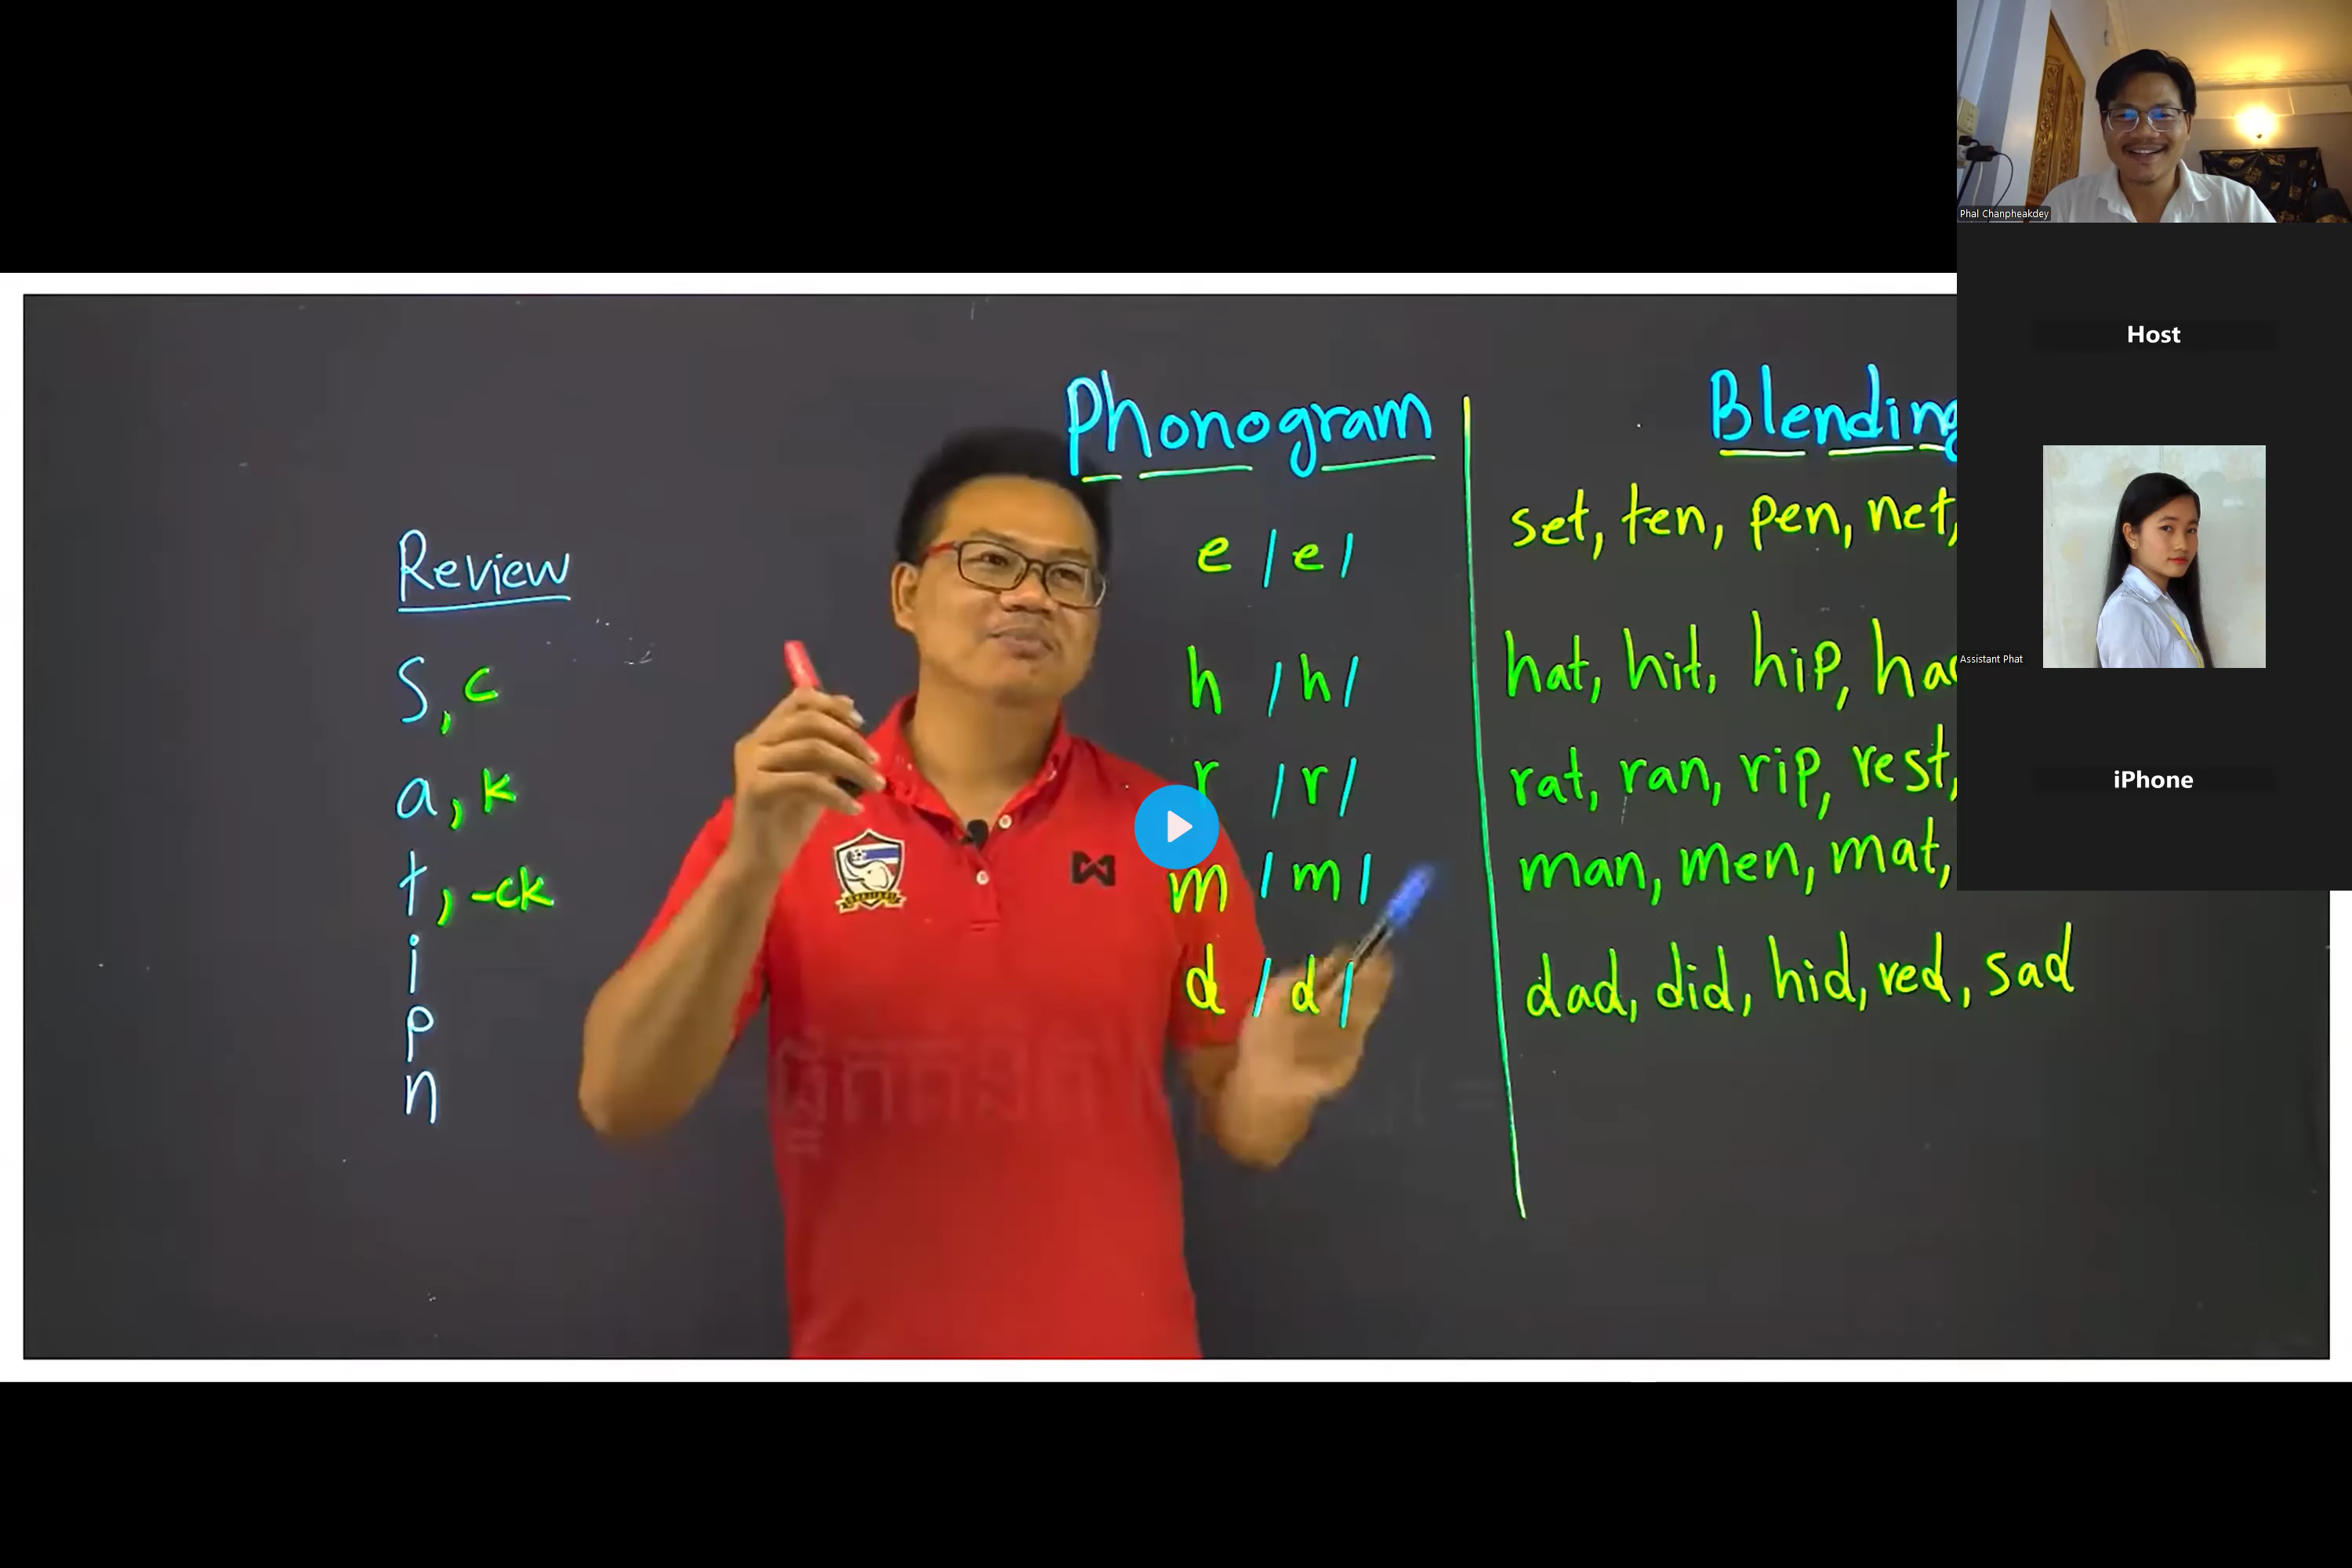 Phal Chanpheakdey
Host
Assistant Phat
iPhone
Review
s, c
a, k
t, -ck
i
p
n
Phonogram
e /e/
h /h/
r /r/
m /m/
d /d/
Blending
set, ten, pen, net,
hat, hit, hip,
rat, ran, rip, rest,
man, men, mat,
dad, did, hid, red, sad